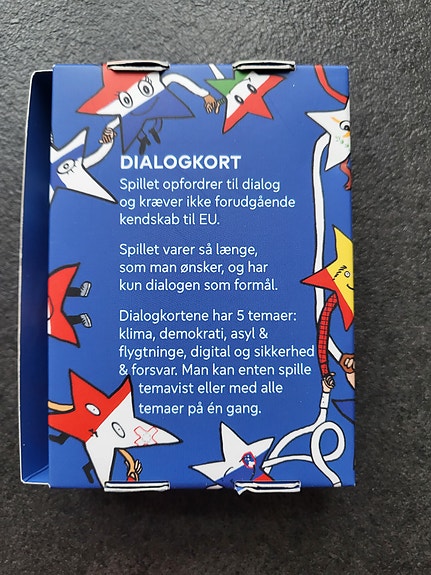 DIALOGKORT
Spillet opfordrer til dialog
og kræver ikke forudgående
kendskab til EU.
Spillet varer så længe,
som man ønsker, og har
kun dialogen som formål.
Dialogkortene har 5 temaer:
klima, demokrati, asyl &
flygtninge, digital og sikkerhed
& forsvar. Man kan enten spille
temavist eller med alle
temaer på én gang.